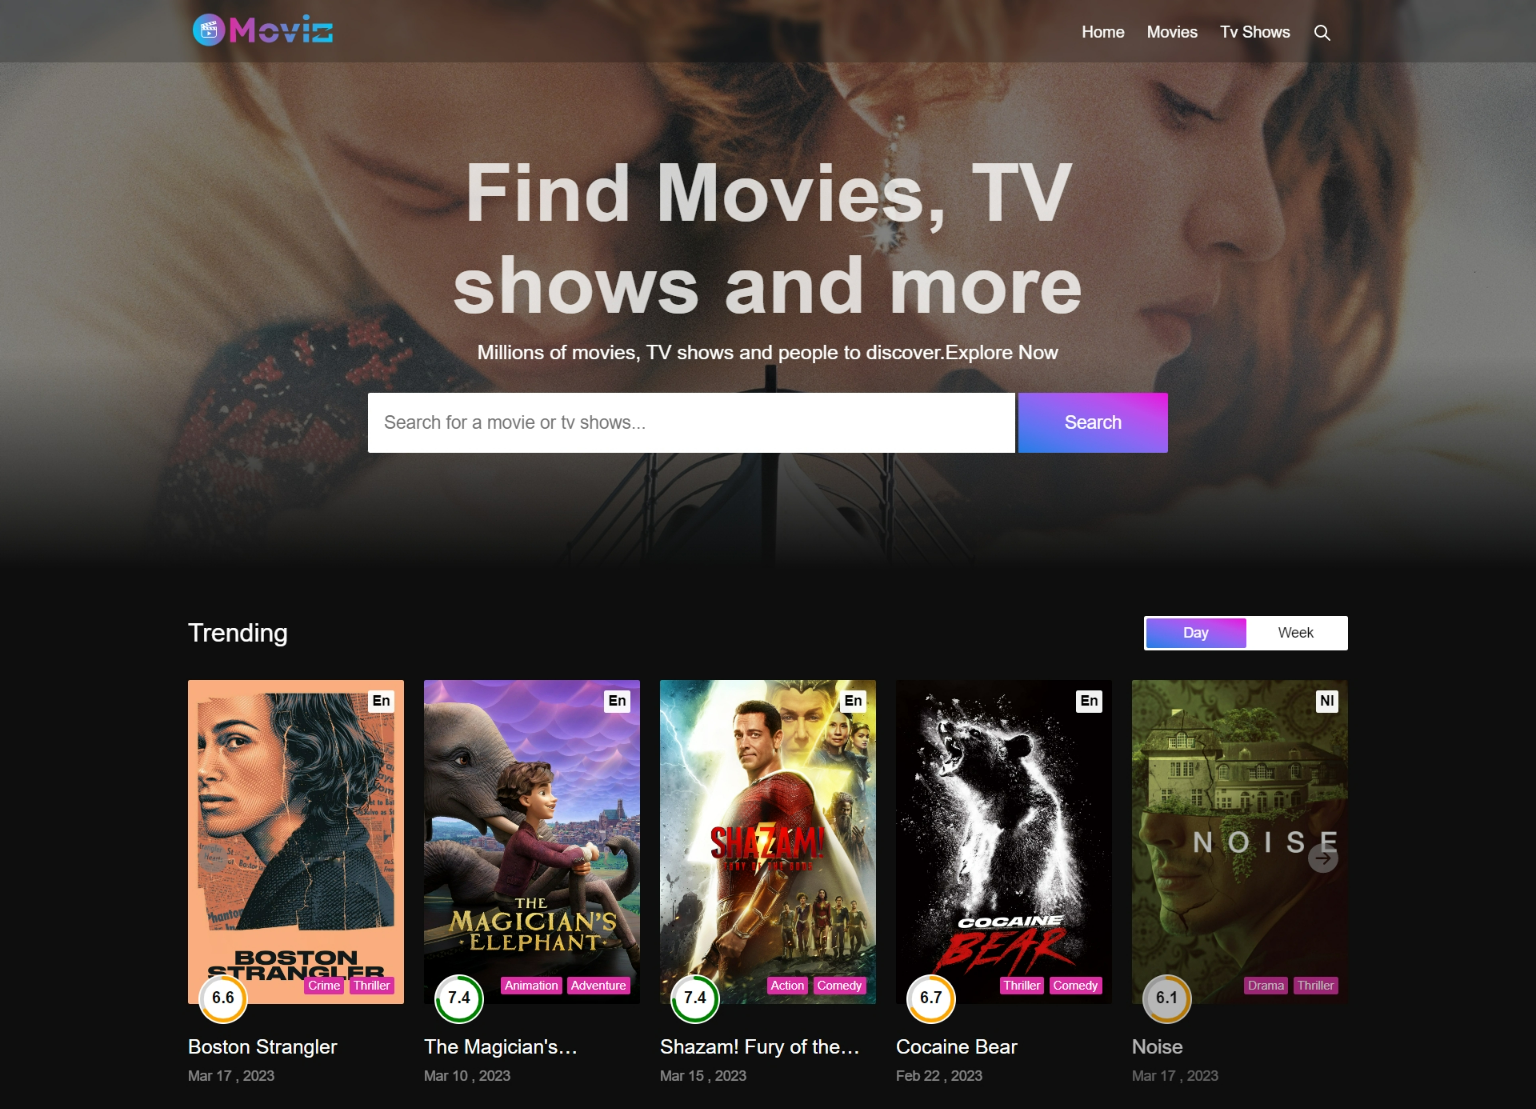 Moviz
Home Movies Tv Shows
Find Movies, TV
shows and more
Millions of movies, TV shows and people to discover.Explore Now
Search for a movie or tv shows...
Search
Trending
Day Week
En
BOSTON
STRANGLER
Crime Thriller
6.6
Boston Strangler
Mar 17 , 2023
En
THE
MAGICIAN'S
ELEPHANT
Animation Adventure
7.4
The Magician's...
Mar 10 , 2023
En
SHAZAM!
FURY OF THE GODS
Action Comedy
7.4
Shazam! Fury of the...
Mar 15 , 2023
En
COCAINE
BEAR
Thriller Comedy
6.7
Cocaine Bear
Feb 22 , 2023
Nl
NOISE
Drama Thriller
6.1
Noise
Mar 17 , 2023